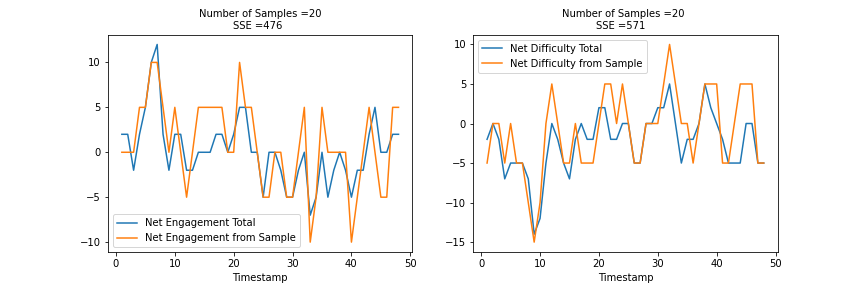 Number of Samples =20
SSE =476
10
5
0
−5
−10
Net Engagement Total
Net Engagement from Sample
0 10 20 30 40 50
Timestamp
Number of Samples =20
SSE =571
10
5
0
−5
−10
−15
Net Difficulty Total
Net Difficulty from Sample
0 10 20 30 40 50
Timestamp